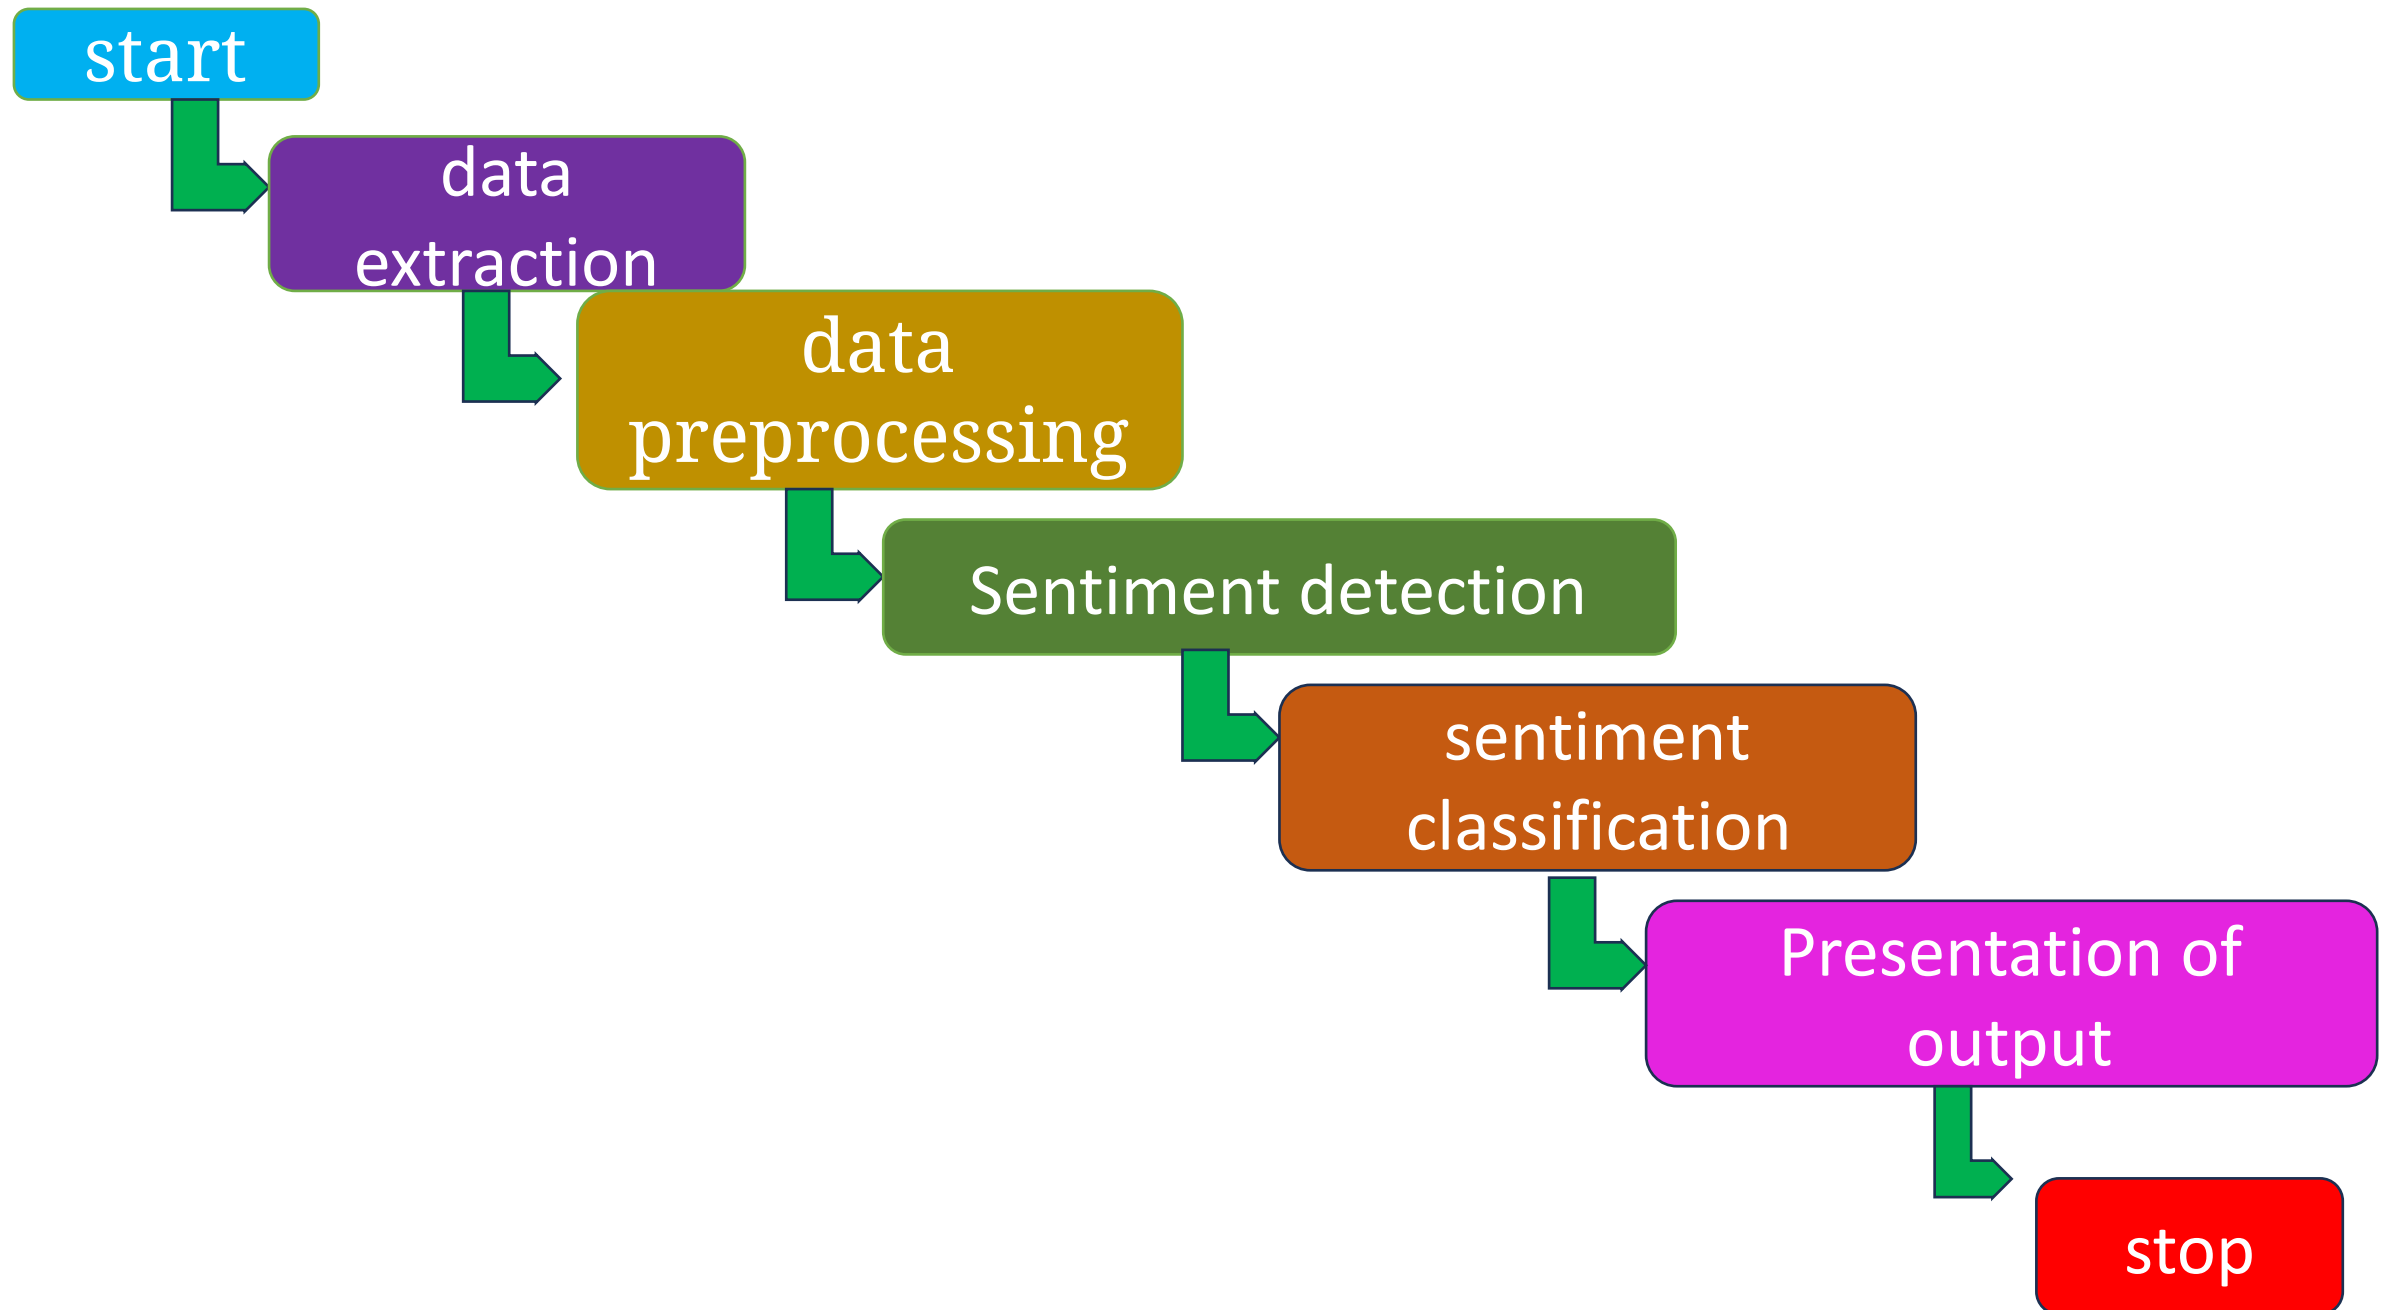 start
data
extraction
data
preprocessing
Sentiment detection
sentiment
classification
Presentation of
output
stop